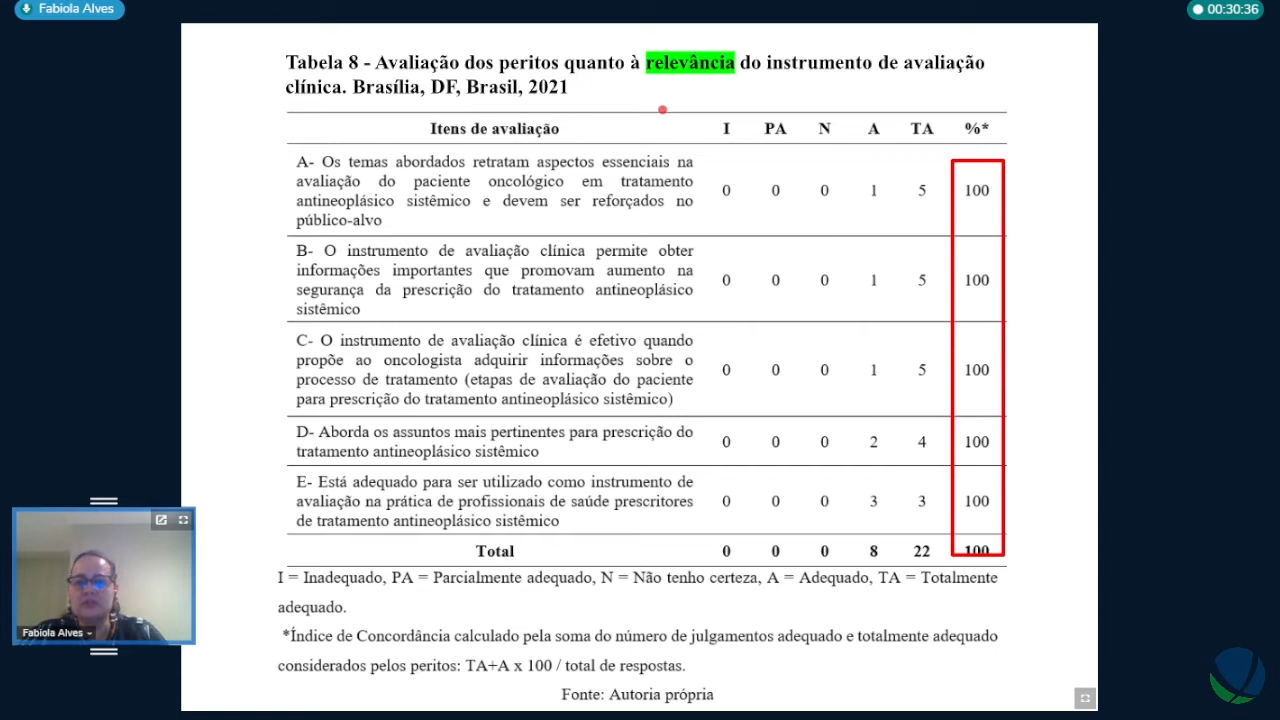 Fabiola Alves
00:30:36
Tabela 8 - Avaliação dos peritos quanto à relevância do instrumento de avaliação
clínica. Brasília, DF, Brasil, 2021
Itens de avaliação I PA N A TA %*
A- Os temas abordados retratam aspectos essenciais na
avaliação do paciente oncológico em tratamento
antineoplásico sistêmico e devem ser reforçados no
público-alvo
0 0 0 1 5 100
B- O instrumento de avaliação clínica permite obter
informações importantes que promovam aumento na
segurança da prescrição do tratamento antineoplásico
sistêmico
0 0 0 1 5 100
C- O instrumento de avaliação clínica é efetivo quando
propõe ao oncologista adquirir informações sobre o
processo de tratamento (etapas de avaliação do paciente
para prescrição do tratamento antineoplásico sistêmico)
0 0 0 1 5 100
D- Aborda os assuntos mais pertinentes para prescrição do
tratamento antineoplásico sistêmico
0 0 0 2 4 100
E- Está adequado para ser utilizado como instrumento de
avaliação na prática de profissionais de saúde prescritores
de tratamento antineoplásico sistêmico
0 0 0 3 3 100
Total 0 0 0 8 22 100
I = Inadequado, PA = Parcialmente adequado, N = Não tenho certeza, A = Adequado, TA = Totalmente
adequado.
*Índice de Concordância calculado pela soma do número de julgamentos adequado e totalmente adequado
considerados pelos peritos: TA+A x 100 / total de respostas.
Fonte: Autoria própria
Fabiola Alves